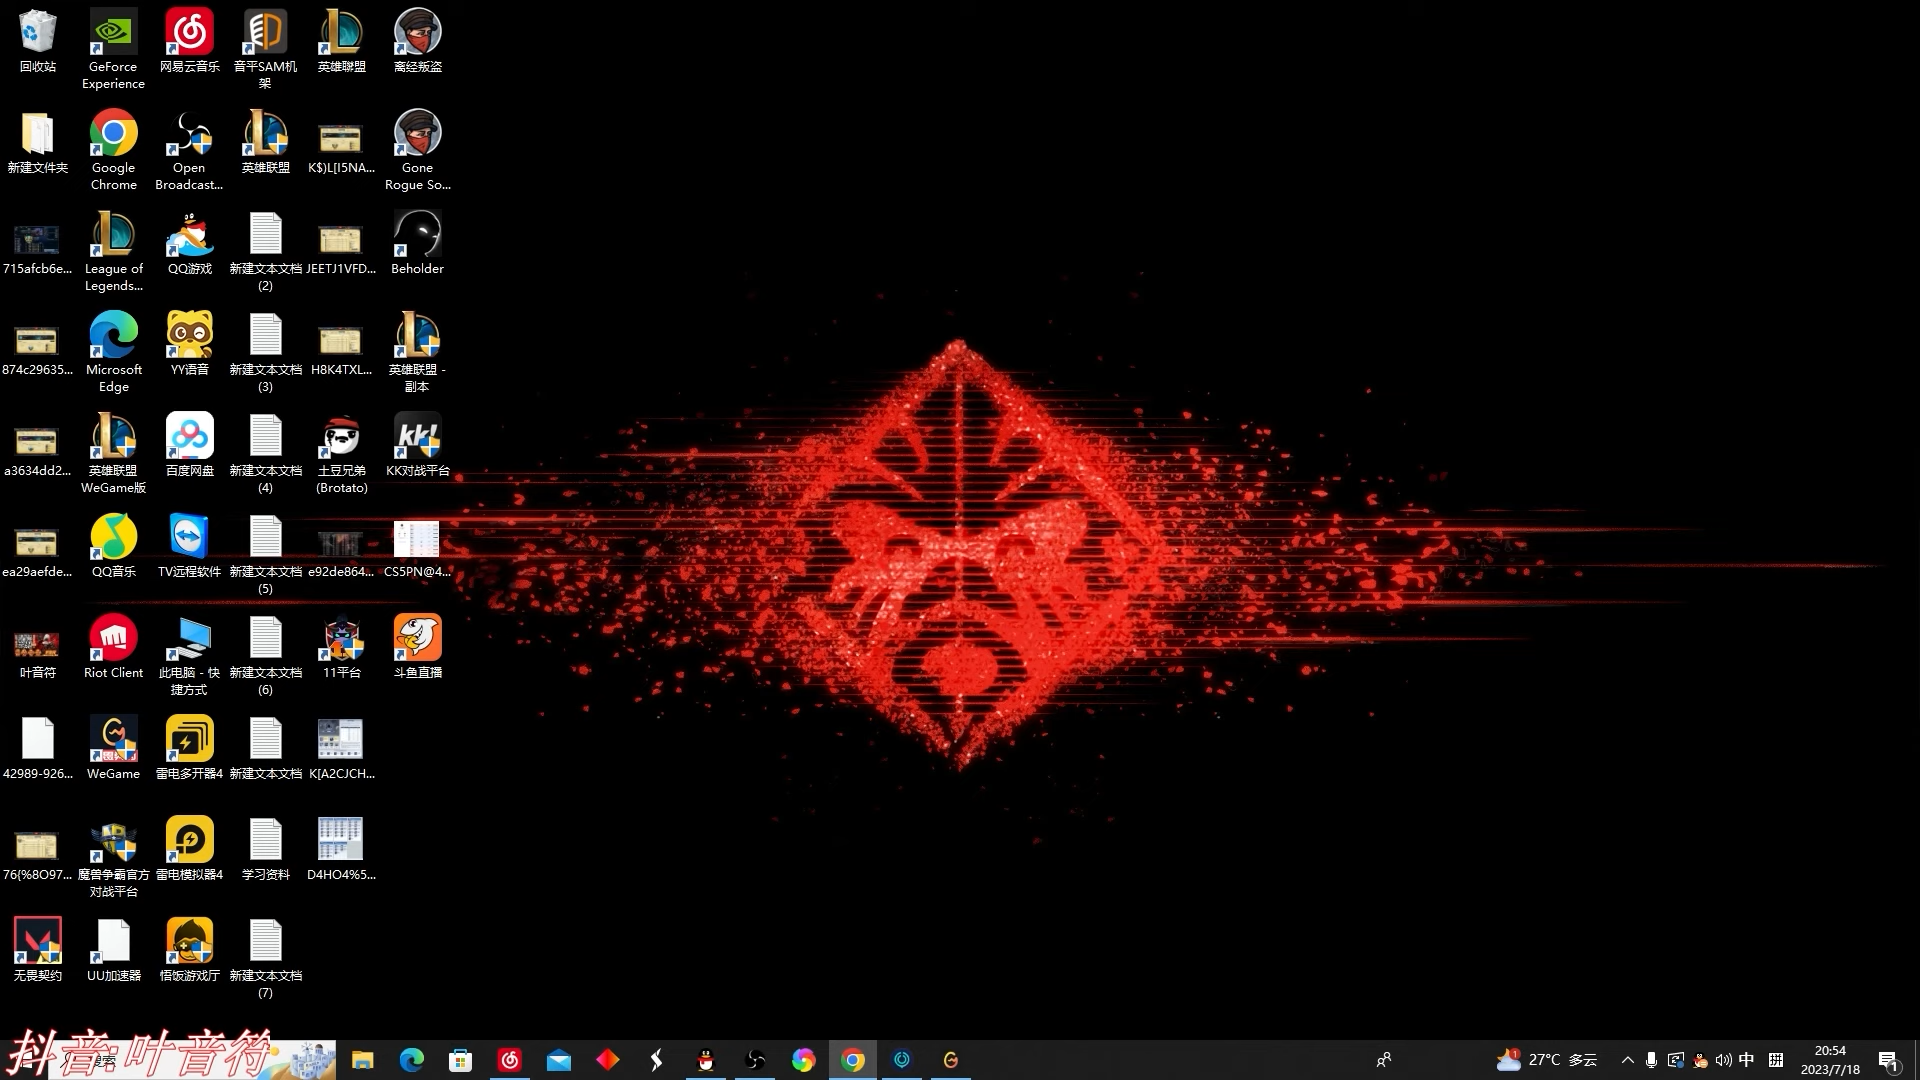 回收站
GeForce
Experience
网易云音乐
音平SAM机
架
英雄聯盟
离经叛盗
新建文件夹
Google
Chrome
Open
Broadcast...
英雄联盟
K$)L[I5NA...
Gone
Rogue So...
715afcb6e...
League of
Legends...
QQ游戏
新建文本文档
(2)
JEETJ1VFD...
Beholder
874c29635...
Microsoft
Edge
YY语音
新建文本文档
(3)
H8K4TXL...
英雄联盟 -
副本
a3634dd2...
英雄联盟
WeGame版
百度网盘
新建文本文档
(4)
土豆兄弟
(Brotato)
kk!
KK对战平台
ea29aefde...
QQ音乐
TV远程软件
新建文本文档
(5)
e92de864...
CS5PN@4...
叶音符
Riot Client
此电脑 - 快
捷方式
新建文本文档
(6)
11平台
斗鱼直播
42989-926...
WeGame
雷电多开器4
新建文本文档
K[A2CJCH...
D4HO4%5...
76(%8O97...
魔兽争霸官方
对战平台
雷电模拟器4
学习资料
无畏契约
UU加速器
悟饭游戏厅
新建文本文档
(7)
抖音:叶音符
27°C 多云
中
拼
20:54
2023/7/18
1